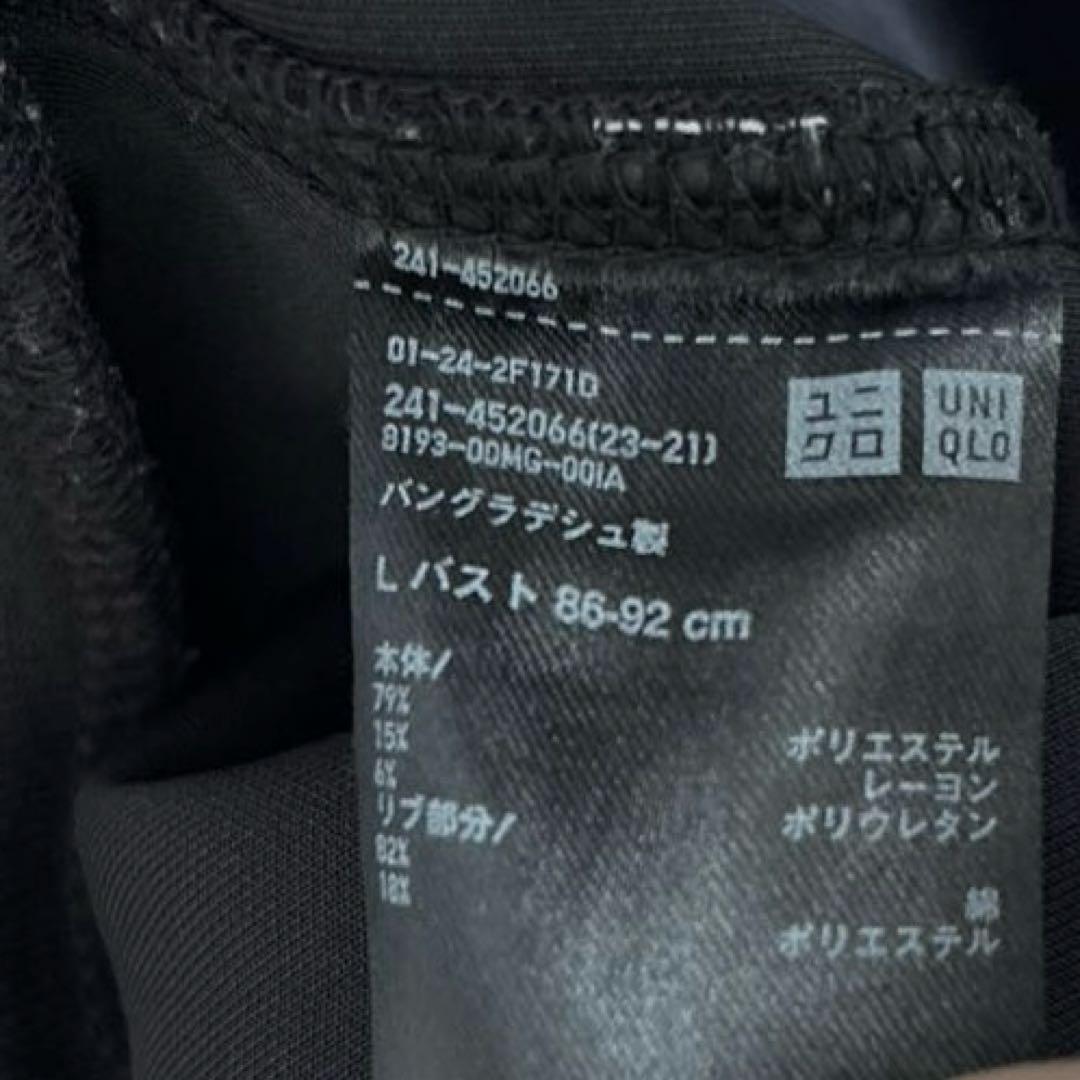 241-452066
01-24-2F171D
241-452066(23-21)
8193-00MG-001A
ユニ
クロ
UNI
QLO
バングラデシュ製
L バスト 86-92 cm
本体/
79% ポリエステル
15% レーヨン
6% ポリウレタン
リブ部分/
82% 綿
18% ポリエステル